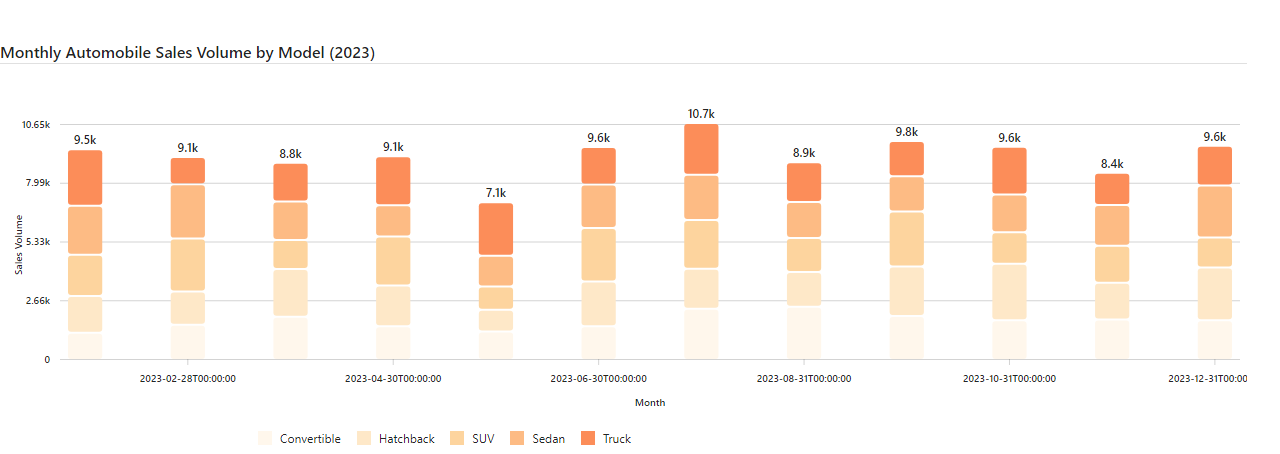 Monthly Automobile Sales Volume by Model (2023)
10.7k
10.65k
9.5k
9.1k
8.8k
9.1k
7.1k
9.6k
8.9k
9.8k
9.6k
8.4k
9.6k
7.99k
5.33k
2.66k
0
Sales Volume
2023-02-28T00:00:00 2023-04-30T00:00:00 2023-06-30T00:00:00 2023-08-31T00:00:00 2023-10-31T00:00:00 2023-12-31T00:00:0
Month
Convertible Hatchback SUV Sedan Truck